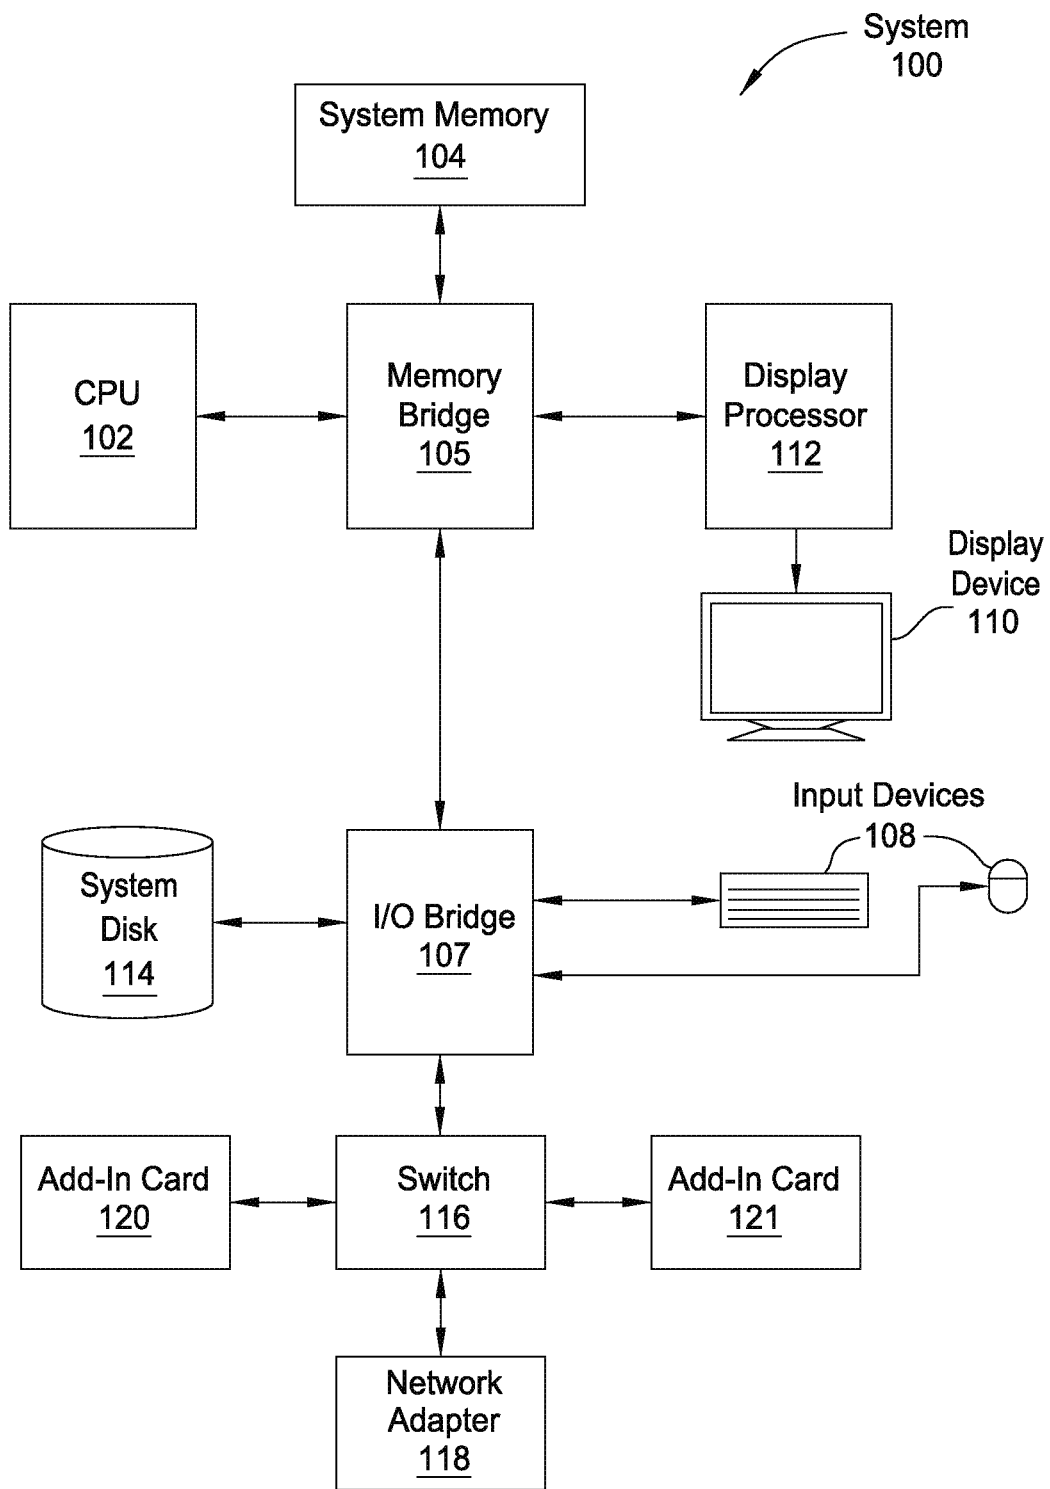 System
100
System Memory
104
CPU
102
Memory
Bridge
105
Display
Processor
112
Display
Device
110
Input Devices
108
System
Disk
114
I/O Bridge
107
Add-In Card
120
Switch
116
Add-In Card
121
Network
Adapter
118